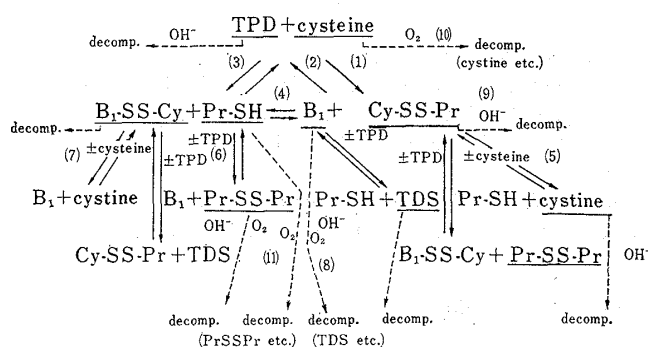 TPD+cysteine
decomp. OH⁻ O₂ (10) decomp.
(3) (2) (1) (cystine etc.)
B₁-SS-Cy+Pr-SH (4) B₁+ Cy-SS-Pr (9)
decomp. ±TPD ±TPD OH⁻ decomp.
(7) ±cysteine ±TPD (6) ±TPD ±cysteine (5)
B₁+cystine B₁+Pr-SS-Pr Pr-SH+TDS Pr-SH+cystine
OH⁻ O₂ O₂ O₂ OH⁻
Cy-SS-Pr+TDS (11) (8) B₁-SS-Cy+Pr-SS-Pr OH⁻
decomp. decomp. decomp. decomp. decomp.
(PrSSPr etc.) (TDS etc.)